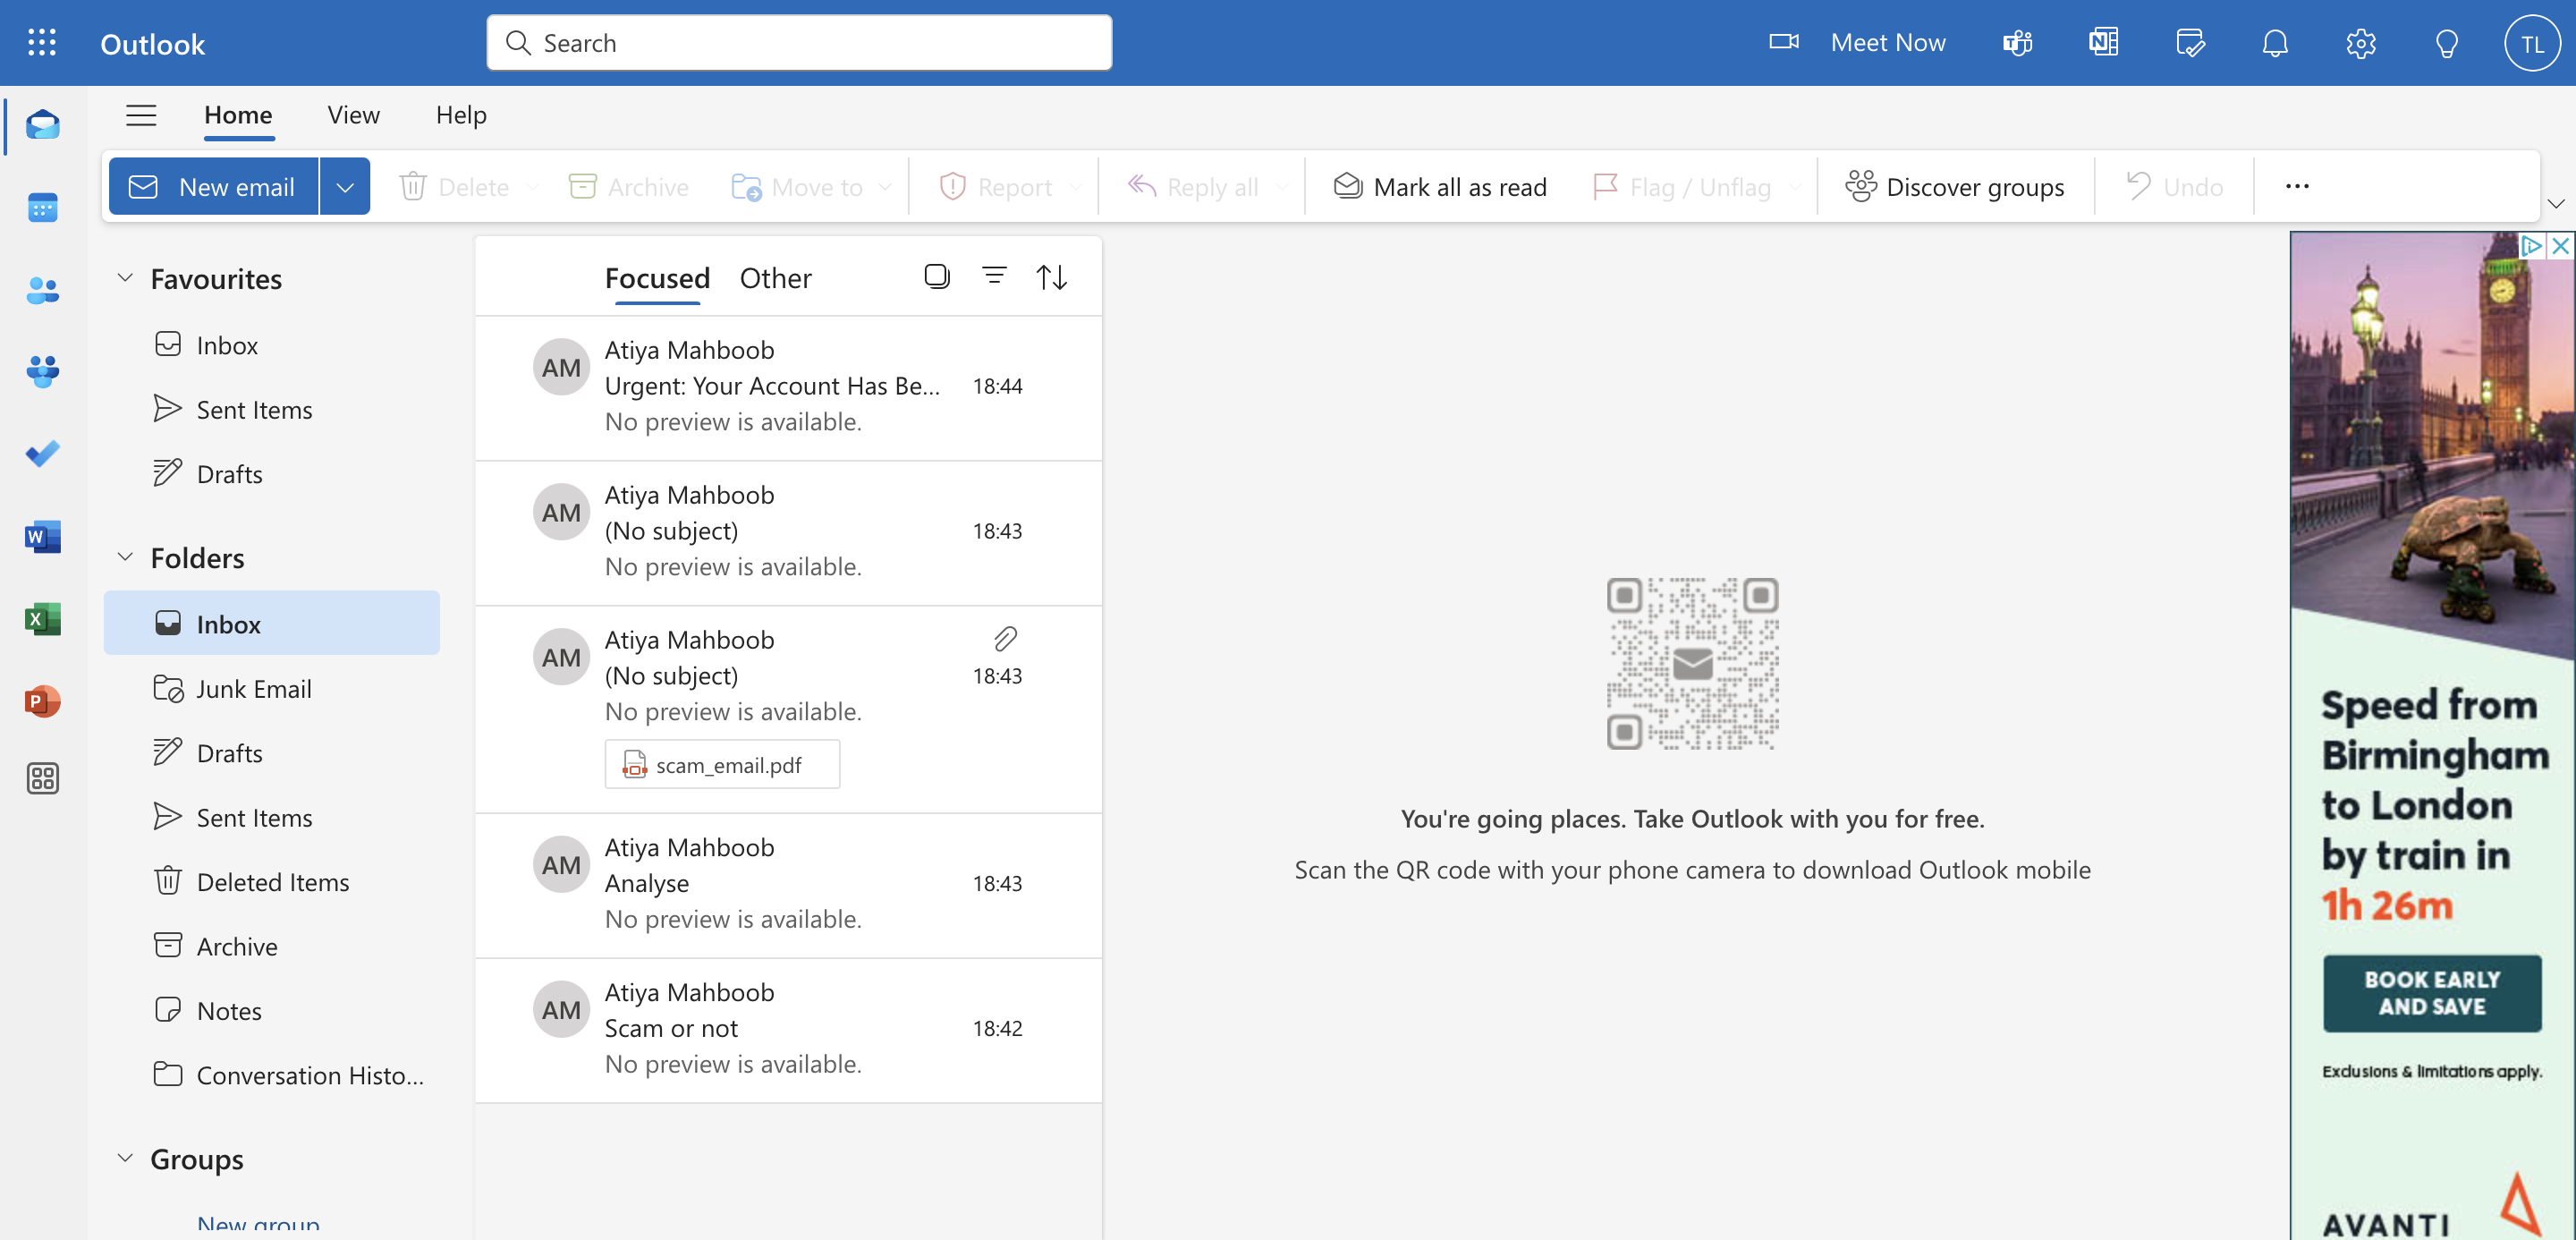 Outlook
Search
Meet Now
TL
Home
View
Help
New email
Delete
Archive
Move to
Report
Reply all
Mark all as read
Flag / Unflag
Discover groups
Undo
Favourites
Inbox
Sent Items
Drafts
Folders
Inbox
Junk Email
Drafts
Sent Items
Deleted Items
Archive
Notes
Conversation Histo...
Groups
New group
Focused
Other
AM
Atiya Mahboob
Urgent: Your Account Has Be...
18:44
No preview is available.
AM
Atiya Mahboob
(No subject)
18:43
No preview is available.
AM
Atiya Mahboob
(No subject)
18:43
No preview is available.
scam_email.pdf
AM
Atiya Mahboob
Analyse
18:43
No preview is available.
AM
Atiya Mahboob
Scam or not
18:42
No preview is available.
You're going places. Take Outlook with you for free.
Scan the QR code with your phone camera to download Outlook mobile
Speed from
Birmingham
to London
by train in
1h 26m
BOOK EARLY
AND SAVE
Exclusions & limitations apply.
AVANTI